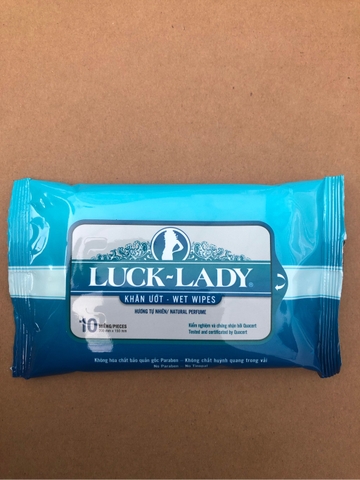 LUCK~LADY®
KHĂN ƯỚT - WET WIPES
HƯƠNG TỰ NHIÊN/ NATURAL PERFUME
10 MIẾNG/PIECES
Kiểm nghiệm và chứng nhận bởi Quacert
Tested and certificated by Quacert
Không hóa chất bảo quản gốc Paraben - Không chất huỳnh quang trong vải
No Paraben - No Tinopal